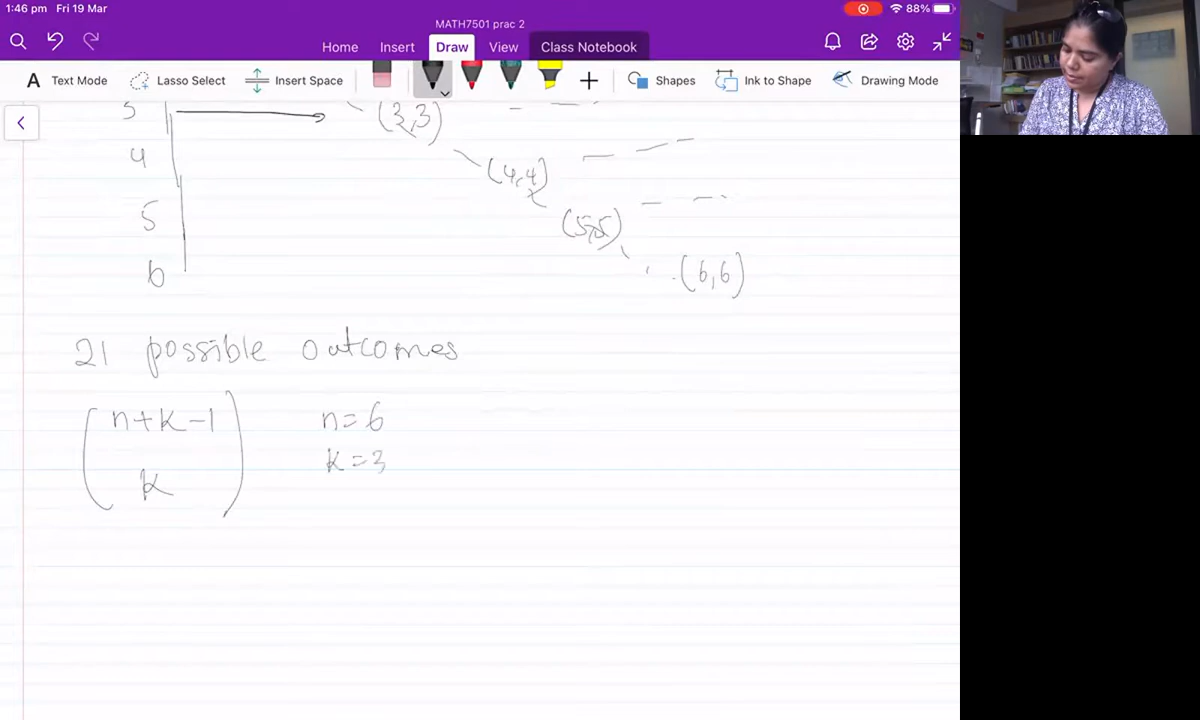 1:46 pm Fri 19 Mar
88%
MATH7501 prac 2
Home Insert Draw View Class Notebook
A Text Mode Lasso Select Insert Space Shapes Ink to Shape Drawing Mode
3 (3,3)
4 (4,4)
5 (5,5)
6 (6,6)
21 possible outcomes
(n+k-1 n=6
k) k=3